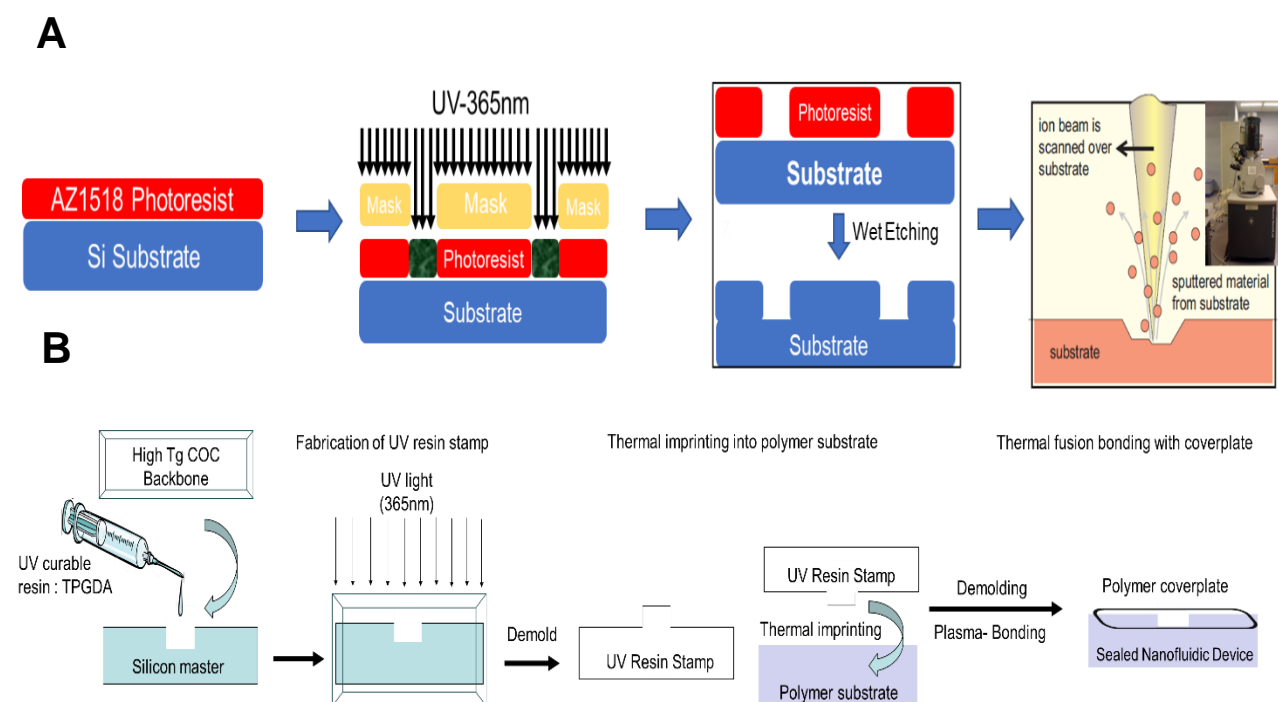 A
AZ1518 Photoresist
Si Substrate
UV-365nm
Mask
Mask
Mask
Photoresist
Substrate
Photoresist
Substrate
Wet Etching
Substrate
ion beam is
scanned over
substrate
sputtered material
from substrate
substrate
B
High Tg COC
Backbone
UV curable
resin : TPGDA
Silicon master
Fabrication of UV resin stamp
UV light
(365nm)
Demold
UV Resin Stamp
Thermal imprinting into polymer substrate
UV Resin Stamp
Thermal imprinting
Polymer substrate
Demolding
Plasma- Bonding
Thermal fusion bonding with coverplate
Polymer coverplate
Sealed Nanofluidic Device